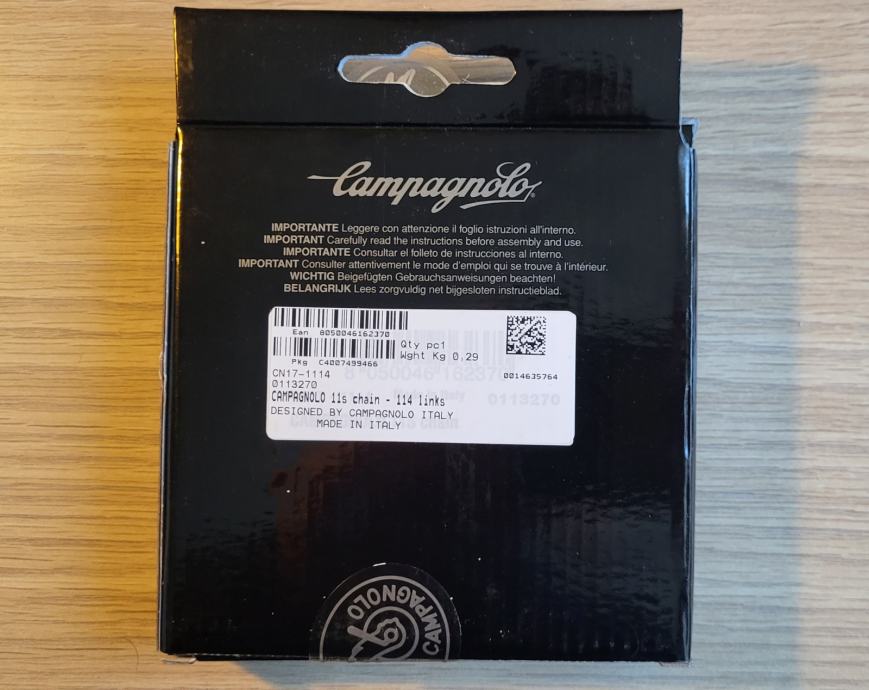 Campagnolo
IMPORTANTE Leggere con attenzione il foglio istruzioni all'interno.
IMPORTANT Carefully read the instructions before assembly and use.
IMPORTANTE Consultar el folleto de instrucciones al interno.
IMPORTANT Consulter attentivement le mode d'emploi qui se trouve à l'intérieur.
WICHTIG Beigefügten Gebrauchsanweisungen beachten!
BELANGRIJK Lees zorgvuldig net bijgesloten instructieblad.
Ean 8050046162370
Qty pc1
Wght Kg 0,29
Pkg C4007499466
8050046162370
0014635764
CN17-1114
0113270
0113270
CAMPAGNOLO 11s chain - 114 links
DESIGNED BY CAMPAGNOLO ITALY
MADE IN ITALY
CAMPAGNOLO
CAMPAGNOLO